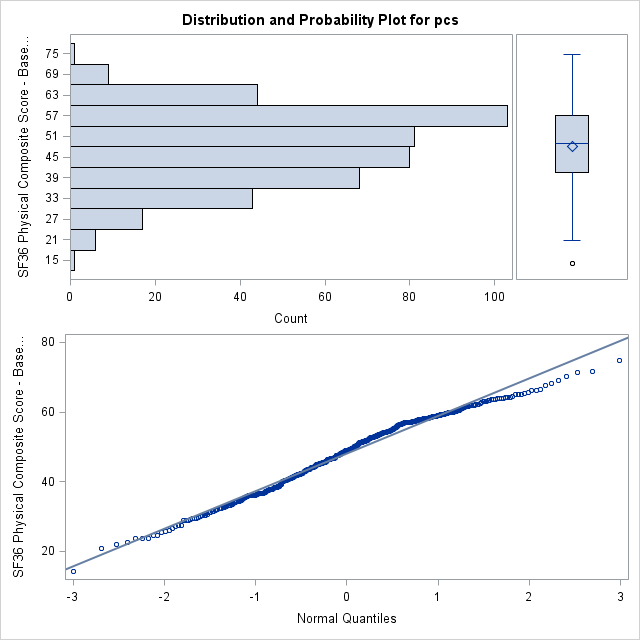 Distribution and Probability Plot for pcs
SF36 Physical Composite Score - Base...
75
69
63
57
51
45
39
33
27
21
15
0 20 40 60 80 100
Count
SF36 Physical Composite Score - Base...
80
60
40
20
-3 -2 -1 0 1 2 3
Normal Quantiles